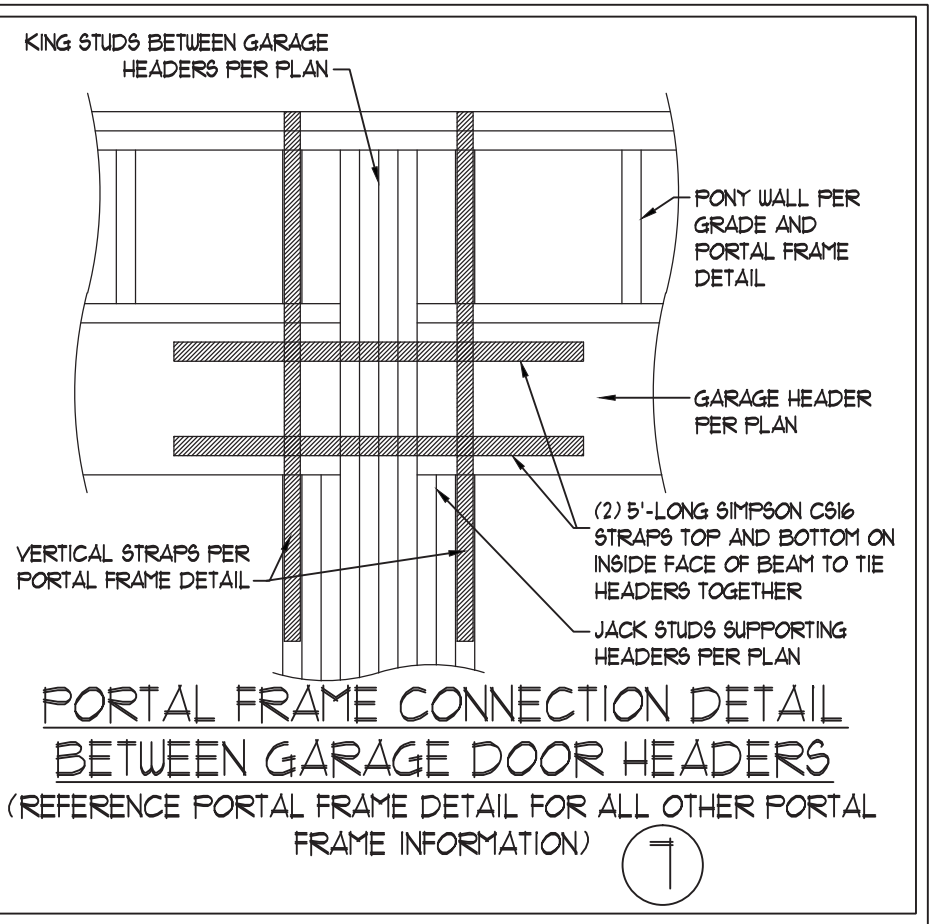 KING STUDS BETWEEN GARAGE
HEADERS PER PLAN
PONY WALL PER
GRADE AND
PORTAL FRAME
DETAIL
GARAGE HEADER
PER PLAN
(2) 5'-LONG SIMPSON CS16
STRAPS TOP AND BOTTOM ON
INSIDE FACE OF BEAM TO TIE
HEADERS TOGETHER
VERTICAL STRAPS PER
PORTAL FRAME DETAIL
JACK STUDS SUPPORTING
HEADERS PER PLAN
PORTAL FRAME CONNECTION DETAIL
BETWEEN GARAGE DOOR HEADERS
(REFERENCE PORTAL FRAME DETAIL FOR ALL OTHER PORTAL
FRAME INFORMATION)
7